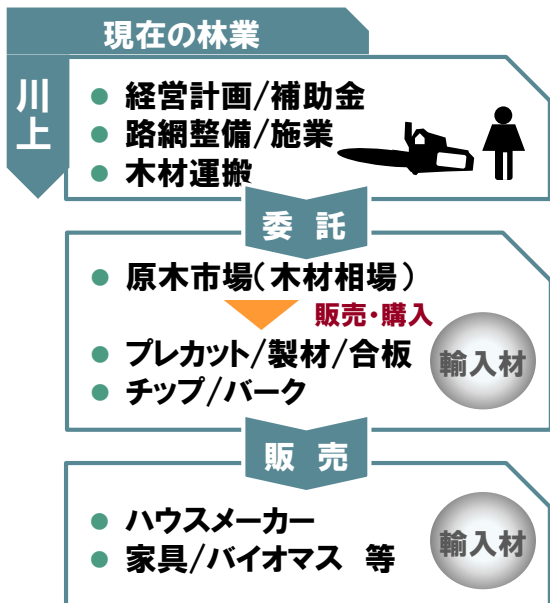 現在の林業
川上
● 経営計画/補助金
● 路網整備/施業
● 木材運搬
委 託
● 原木市場(木材相場)
販売・購入
● プレカット/製材/合板
● チップ/バーク
輸入材
販 売
● ハウスメーカー
● 家具/バイオマス 等
輸入材